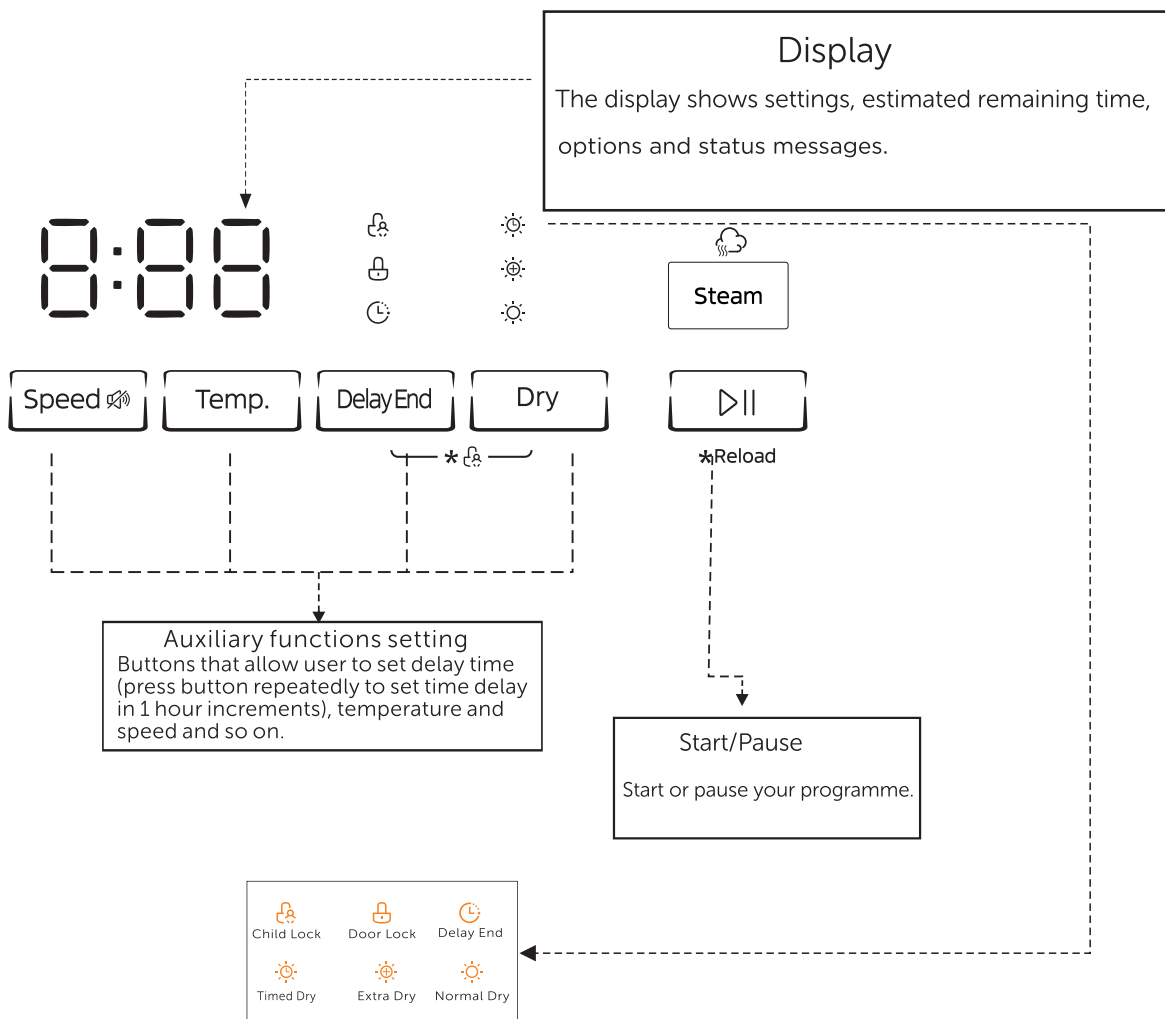 Display
The display shows settings, estimated remaining time,
options and status messages.
8:88
Steam
Speed
Temp.
Delay End
Dry
*
*Reload
Auxiliary functions setting
Buttons that allow user to set delay time
(press button repeatedly to set time delay
in 1 hour increments), temperature and
speed and so on.
Start/Pause
Start or pause your programme.
Child Lock
Door Lock
Delay End
Timed Dry
Extra Dry
Normal Dry